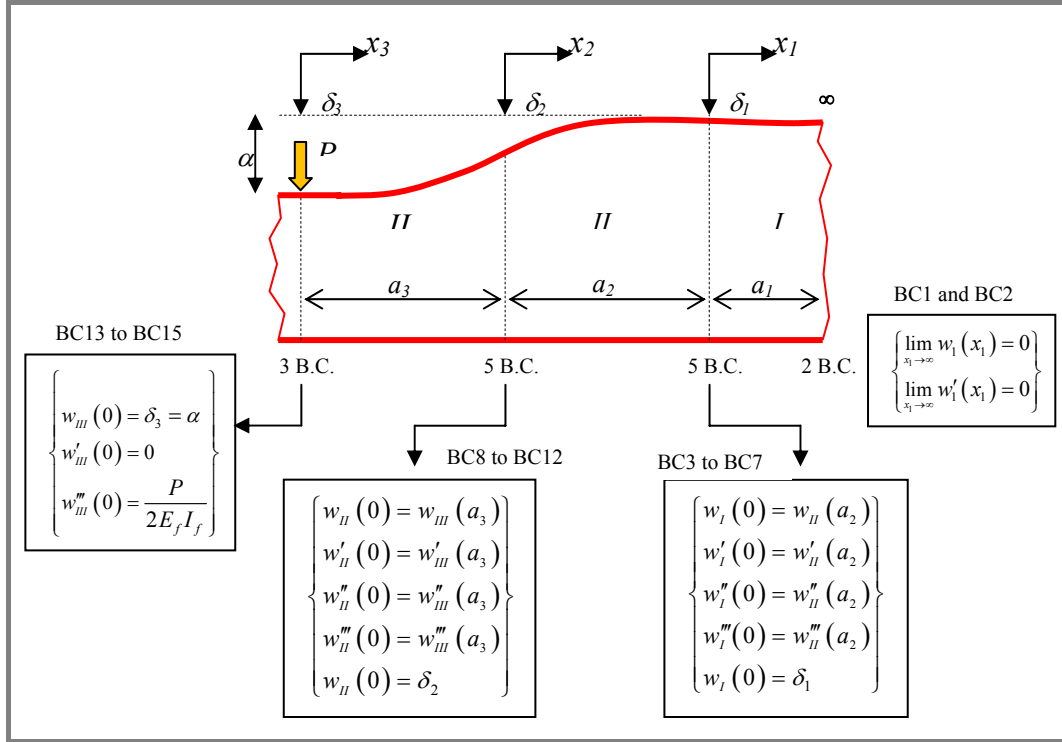 x₃ x₂ x₁
δ₃ δ₂ δ₁ ∞
α P
II II I
a₃ a₂ a₁
BC1 and BC2
lim x₁→∞ w₁(x₁) = 0
lim x₁→∞ w₁′(x₁) = 0
BC13 to BC15
3 B.C. 5 B.C. 5 B.C. 2 B.C.
w_III(0) = δ₃ = α
w′_III(0) = 0
w‴_III(0) = P / 2E_f I_f
BC8 to BC12
w_II(0) = w_III(a₃)
w′_II(0) = w′_III(a₃)
w″_II(0) = w″_III(a₃)
w‴_II(0) = w‴_III(a₃)
w_II(0) = δ₂
BC3 to BC7
w_I(0) = w_II(a₂)
w′_I(0) = w′_II(a₂)
w″_I(0) = w″_II(a₂)
w‴_I(0) = w‴_II(a₂)
w_I(0) = δ₁